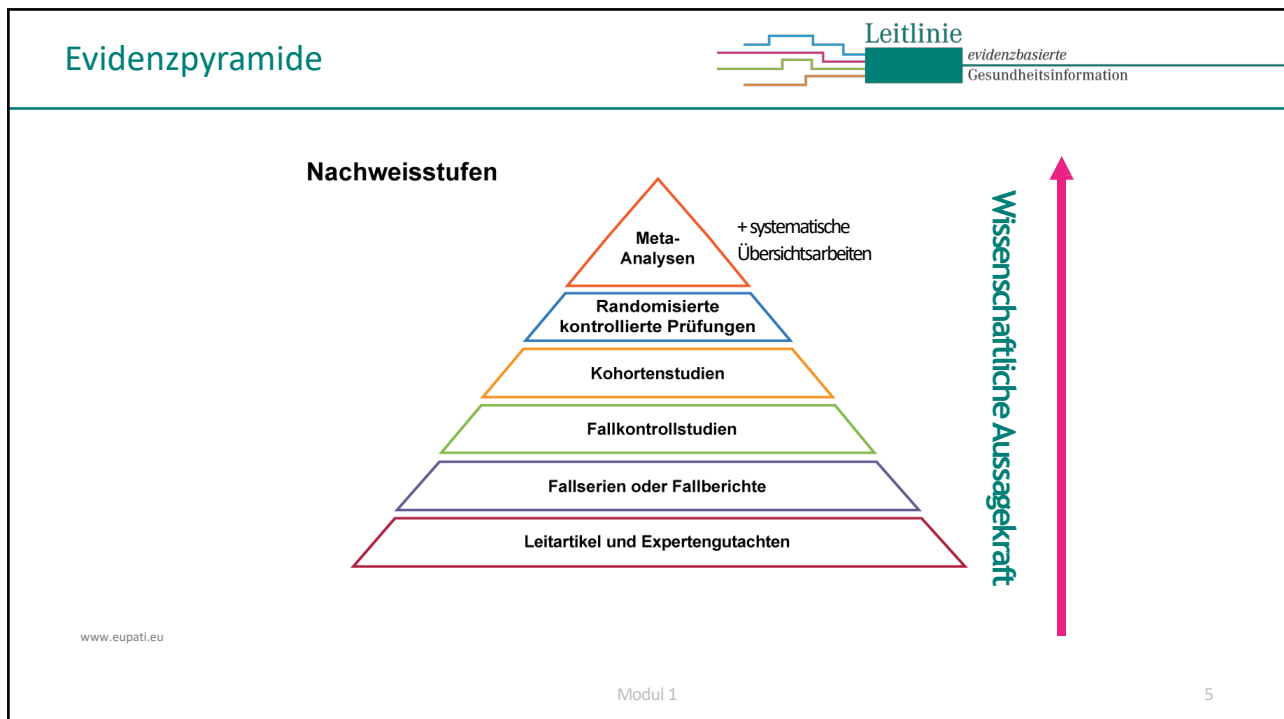 Evidenzpyramide
Leitlinie
evidenzbasierte
Gesundheitsinformation
Nachweisstufen
Meta-
Analysen
+ systematische
Übersichtsarbeiten
Randomisierte
kontrollierte Prüfungen
Kohortenstudien
Fallkontrollstudien
Fallserien oder Fallberichte
Leitartikel und Expertengutachten
Wissenschaftliche Aussagekraft
www.eupati.eu
Modul 1
5